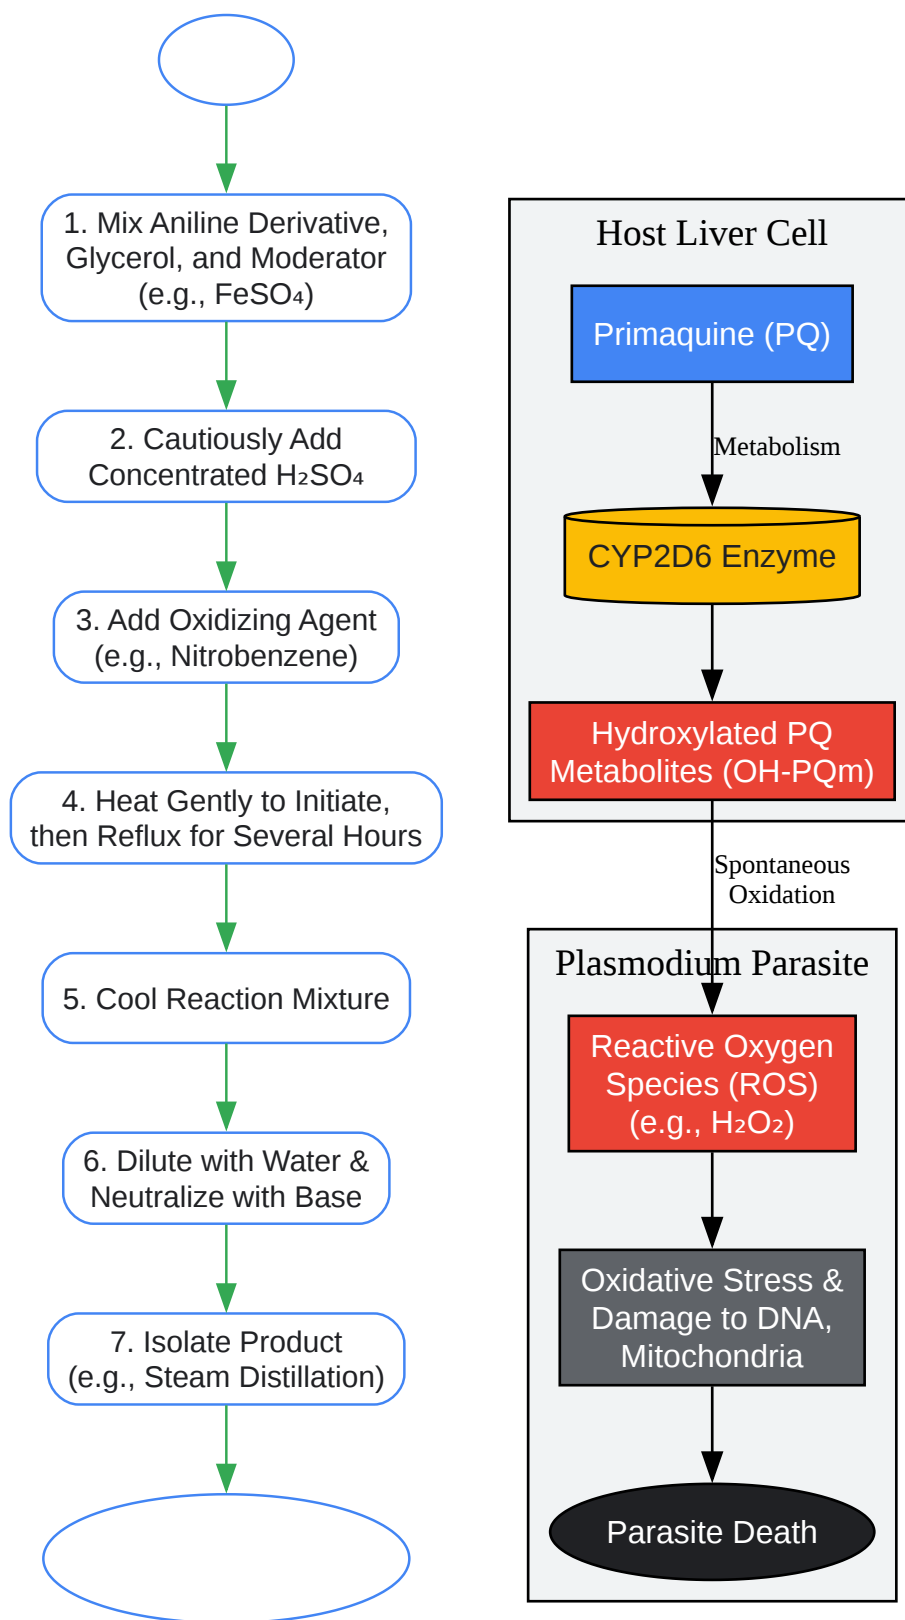 1. Mix Aniline Derivative,
Glycerol, and Moderator
(e.g., FeSO₄)
2. Cautiously Add
Concentrated H₂SO₄
3. Add Oxidizing Agent
(e.g., Nitrobenzene)
4. Heat Gently to Initiate,
then Reflux for Several Hours
5. Cool Reaction Mixture
6. Dilute with Water &
Neutralize with Base
7. Isolate Product
(e.g., Steam Distillation)
Host Liver Cell
Primaquine (PQ)
Metabolism
CYP2D6 Enzyme
Hydroxylated PQ
Metabolites (OH-PQm)
Spontaneous
Oxidation
Plasmodium Parasite
Reactive Oxygen
Species (ROS)
(e.g., H₂O₂)
Oxidative Stress &
Damage to DNA,
Mitochondria
Parasite Death